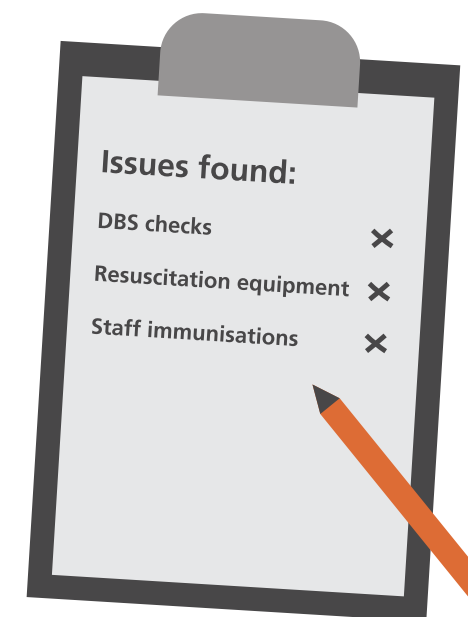 Issues found:
DBS checks
Resuscitation equipment
Staff immunisations